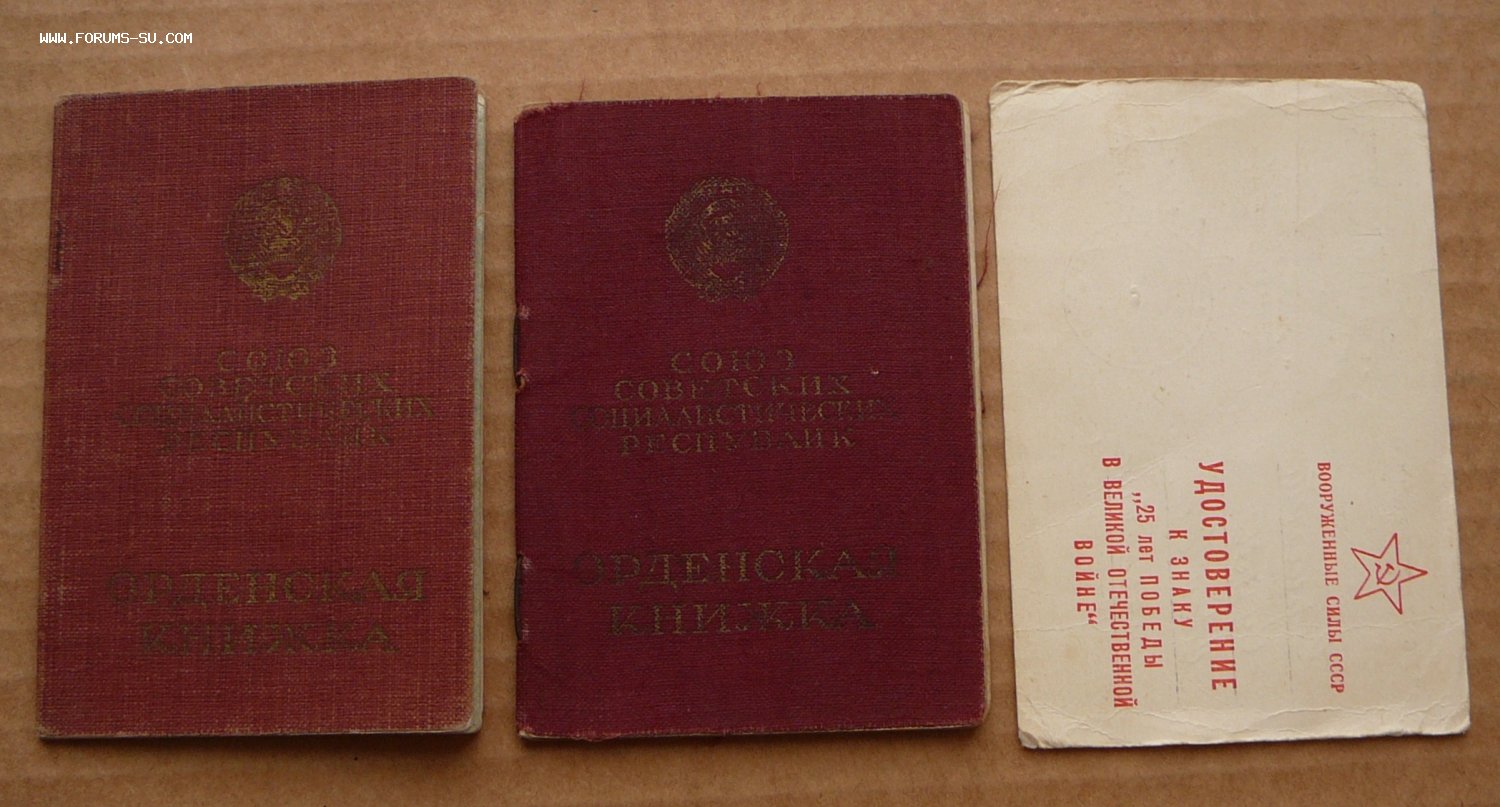 WWW.FORUMS-SU.COM
СОЮЗ
СОВЕТСКИХ
СОЦИАЛИСТИЧЕСКИХ
РЕСПУБЛИК
ОРДЕНСКАЯ
КНИЖКА
СОЮЗ
СОВЕТСКИХ
СОЦИАЛИСТИЧЕСКИХ
РЕСПУБЛИК
ОРДЕНСКАЯ
КНИЖКА
ВООРУЖЕННЫЕ СИЛЫ СССР
УДОСТОВЕРЕНИЕ
К ЗНАКУ
„25 лет ПОБЕДЫ
В ВЕЛИКОЙ ОТЕЧЕСТВЕННОЙ
ВОЙНЕ“